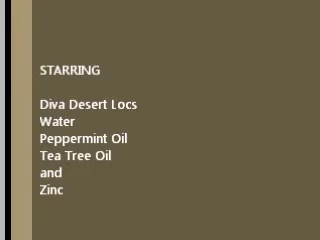 STARRING
Diva Desert Locs
Water
Peppermint Oil
Tea Tree Oil
and
Zinc